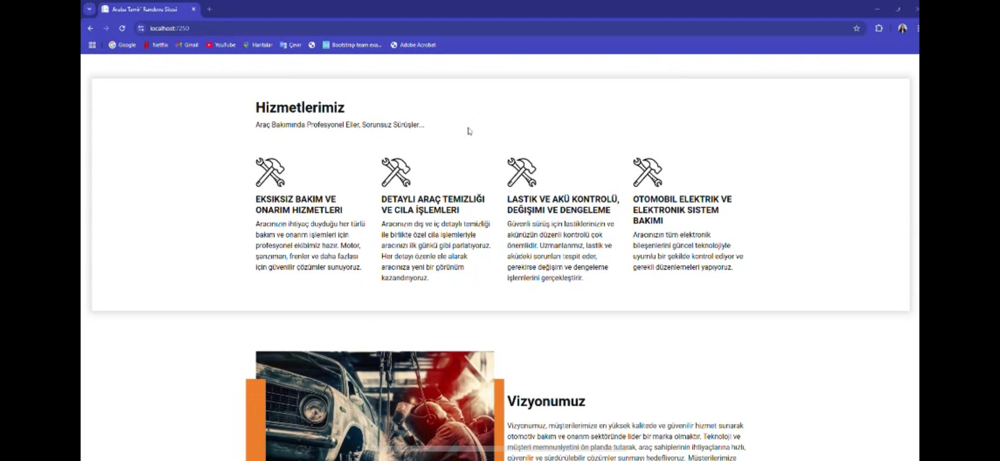 Araba Tamir Randevu Sitesi
localhost:7250
Google Netflix Gmail YouTube Haritalar Çevir Bootstrap team exa... Adobe Acrobat
Hizmetlerimiz
Araç Bakımında Profesyonel Eller, Sorunsuz Sürüşler...
EKSIKSIZ BAKIM VE
ONARIM HIZMETLERI
Aracınızın ihtiyaç duyduğu her türlü
bakım ve onarım işlemleri için
profesyonel ekibimiz hazır. Motor,
şanzıman, frenler ve daha fazlası
için güvenilir çözümler sunuyoruz.
DETAYLI ARAÇ TEMIZLIĞI
VE CILA İŞLEMLERI
Aracınızın dış ve iç detaylı temizliği
ile birlikte özel cila işlemleriyle
aracınızı ilk günkü gibi parlatıyoruz.
Her detayı özenle ele alarak
aracınıza yeni bir görünüm
kazandırıyoruz.
LASTIK VE AKÜ KONTROLÜ,
DEĞIŞIMI VE DENGELEME
Güvenli sürüş için lastiklerinizin ve
akünüzün düzenli kontrolü çok
önemlidir. Uzmanlarımız, lastik ve
aküdeki sorunları tespit eder,
gerekirse değişim ve dengeleme
işlemlerini gerçekleştirir.
OTOMOBIL ELEKTRIK VE
ELEKTRONIK SISTEM
BAKIMI
Aracınızın tüm elektronik
bileşenlerini güncel teknolojiyle
uyumlu bir şekilde kontrol ediyor ve
gerekli düzenlemeleri yapıyoruz.
Vizyonumuz
Vizyonumuz, müşterilerimize en yüksek kalitede ve güvenilir hizmet sunarak
otomotiv bakım ve onarım sektöründe lider bir marka olmaktır. Teknoloji ve
müşteri memnuniyetini ön planda tutarak, araç sahiplerinin ihtiyaçlarına hızlı,
güvenilir ve sürdürülebilir çözümler sunmayı hedefliyoruz. Müşterilerimize